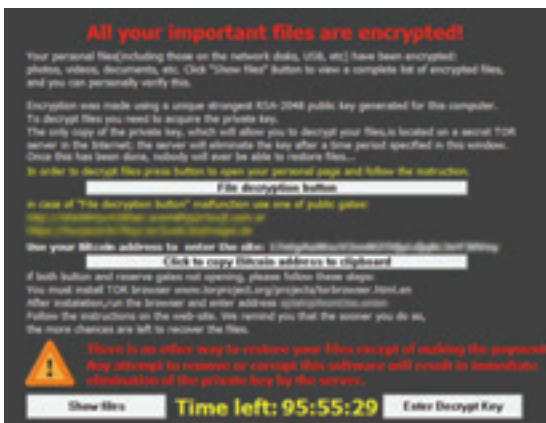 All your important files are encrypted!
Your personal files(including those on the network disks, USB, etc) have been encrypted:
photos, videos, documents, etc. Click "Show files" Button to view a complete list of encrypted files,
and you can personally verify this.
Encryption was made using a unique strongest RSA-2048 public key generated for this computer.
To decrypt files you need to acquire the private key.
The only copy of the private key, which will allow you to decrypt your files,is located on a secret TOR
server in the Internet; the server will eliminate the key after a time period specified in this window.
Once this has been done, nobody will ever be able to restore files...
In order to decrypt files press button to open your personal page and follow the instruction.
File decryption button
in case of "File decryption button" malfunction use one of public gates:
Use your Bitcoin address to enter the site:
Click to copy Bitcoin address to clipboard
if both button and reserve gates not opening, please follow these steps:
You must install TOR browser www.torproject.org/projects/torbrowser.html.en
After instalation,run the browser and enter address
Follow the instructions on the web-site. We remind you that the sooner you do so,
the more chances are left to recover the files.
There is no other way to restore your files except of making the payment
Any attempt to remove or corrupt this software will result in immediate
elimination of the private key by the server.
Show files
Time left: 95:55:29
Enter Decrypt Key